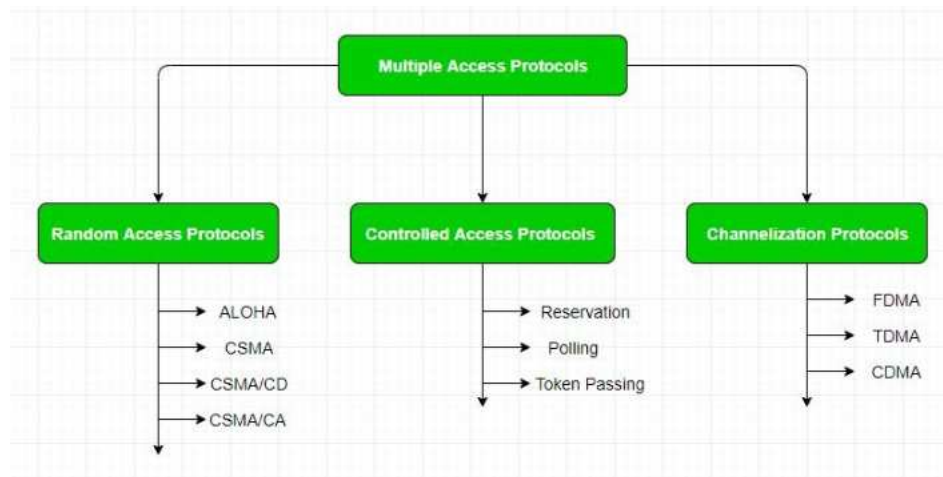 Multiple Access Protocols
Random Access Protocols
ALOHA
CSMA
CSMA/CD
CSMA/CA
Controlled Access Protocols
Reservation
Polling
Token Passing
Channelization Protocols
FDMA
TDMA
CDMA